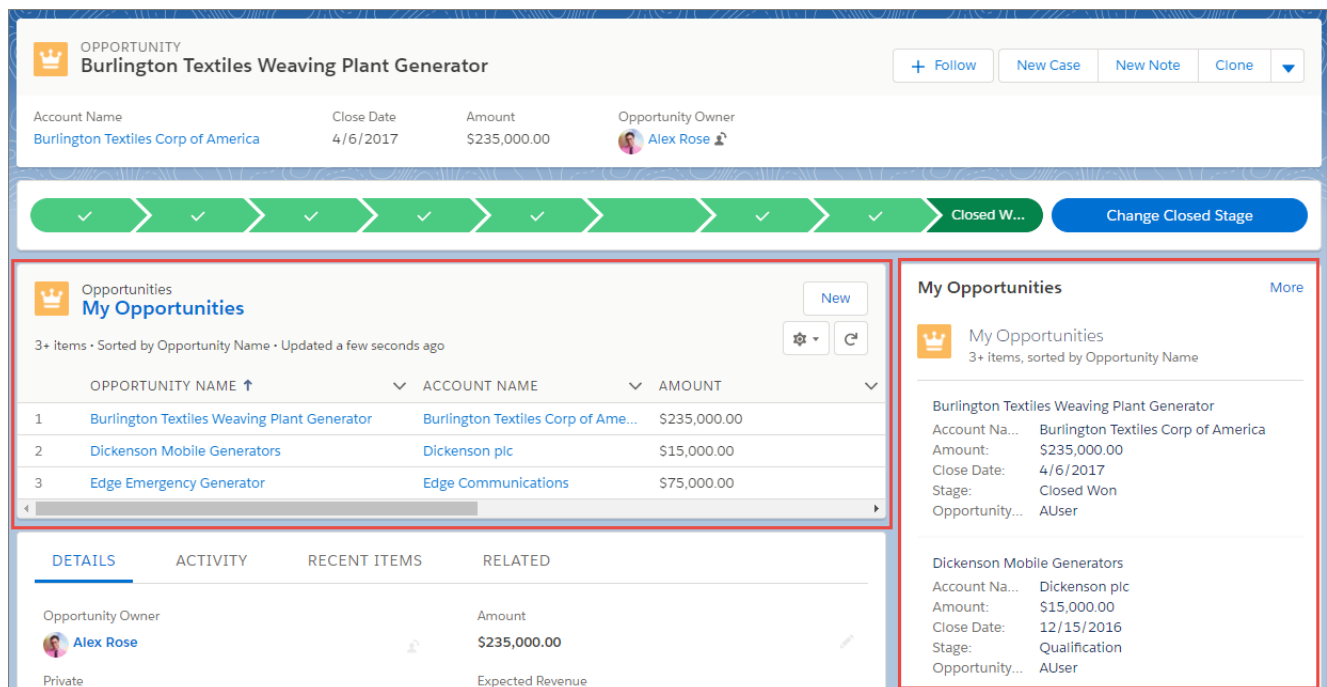 OPPORTUNITY
Burlington Textiles Weaving Plant Generator
+ Follow New Case New Note Clone
Account Name Close Date Amount Opportunity Owner
Burlington Textiles Corp of America 4/6/2017 $235,000.00 Alex Rose
Closed W... Change Closed Stage
Opportunities
My Opportunities
New
3+ items • Sorted by Opportunity Name • Updated a few seconds ago
OPPORTUNITY NAME ↑ ACCOUNT NAME AMOUNT
1 Burlington Textiles Weaving Plant Generator Burlington Textiles Corp of Ame... $235,000.00
2 Dickenson Mobile Generators Dickenson plc $15,000.00
3 Edge Emergency Generator Edge Communications $75,000.00
My Opportunities More
My Opportunities
3+ items, sorted by Opportunity Name
Burlington Textiles Weaving Plant Generator
Account Na... Burlington Textiles Corp of America
Amount: $235,000.00
Close Date: 4/6/2017
Stage: Closed Won
Opportunity... AUser
Dickenson Mobile Generators
Account Na... Dickenson plc
Amount: $15,000.00
Close Date: 12/15/2016
Stage: Qualification
Opportunity... AUser
DETAILS ACTIVITY RECENT ITEMS RELATED
Opportunity Owner Amount
Alex Rose $235,000.00
Private Expected Revenue